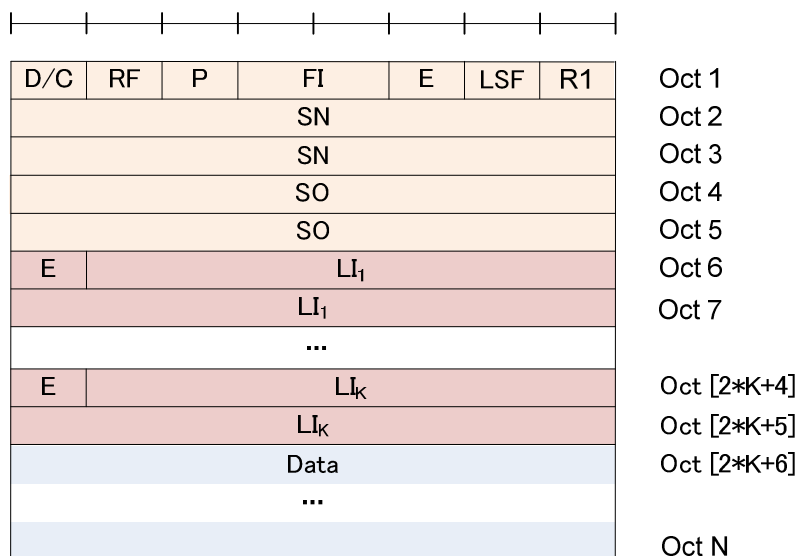 D/C RF P FI E LSF R1 Oct 1
SN Oct 2
SN Oct 3
SO Oct 4
SO Oct 5
E LI₁ Oct 6
LI₁ Oct 7
...
E LIK Oct [2*K+4]
LIK Oct [2*K+5]
Data Oct [2*K+6]
...
Oct N